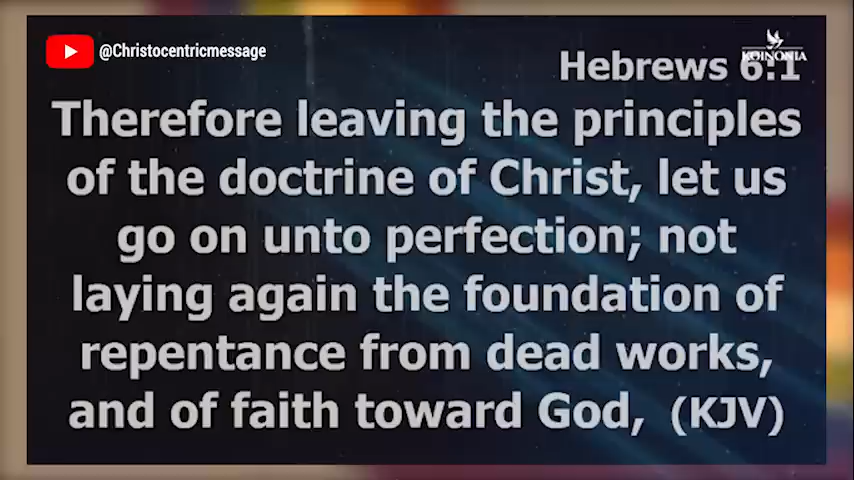 @Christocentricmessage
KOINONIA
Hebrews 6:1
Therefore leaving the principles
of the doctrine of Christ, let us
go on unto perfection; not
laying again the foundation of
repentance from dead works,
and of faith toward God, (KJV)